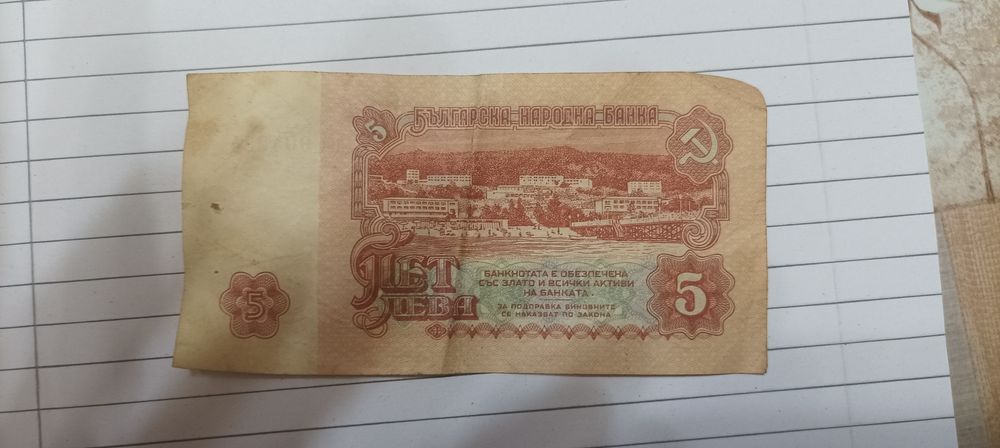 5 БЪЛГАРСКА НАРОДНА БАНКА
ПЕТ
ЛЕВА
БАНКНОТАТА Е ОБЕЗПЕЧЕНА
СЪС ЗЛАТО И ВСИЧКИ АКТИВИ
НА БАНКАТА.
ЗА ПОДПРАВКА ВИНОВНИТЕ
СЕ НАКАЗВАТ ПО ЗАКОНА
5
5